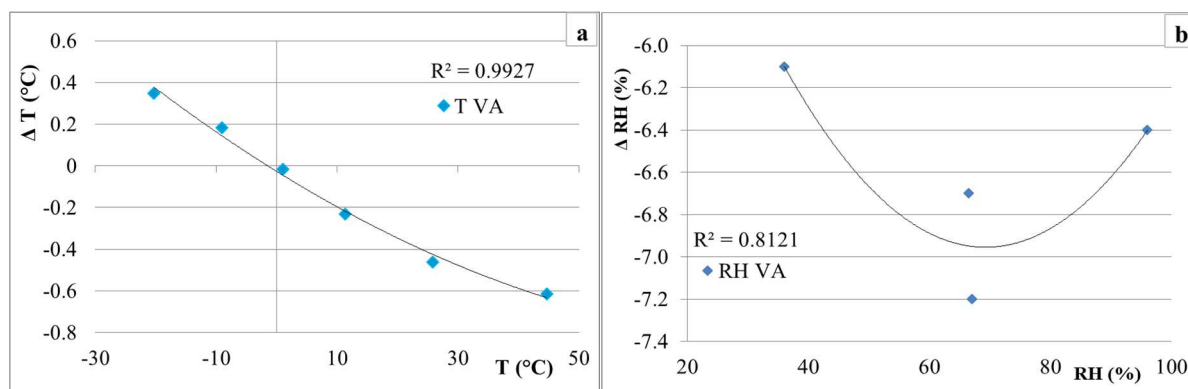 a
0.6
0.4
0.2
0
-0.2
-0.4
-0.6
-0.8
Δ T (°C)
R² = 0.9927
T VA
-30
-10
10
30
50
T (°C)
b
-6.0
-6.2
-6.4
-6.6
-6.8
-7.0
-7.2
-7.4
Δ RH (%)
R² = 0.8121
RH VA
20
40
60
80
100
RH (%)